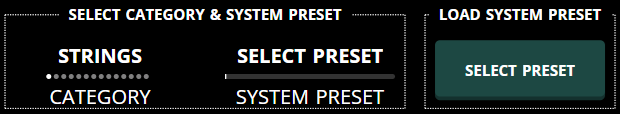 SELECT CATEGORY & SYSTEM PRESET
STRINGS
CATEGORY
SELECT PRESET
SYSTEM PRESET
LOAD SYSTEM PRESET
SELECT PRESET